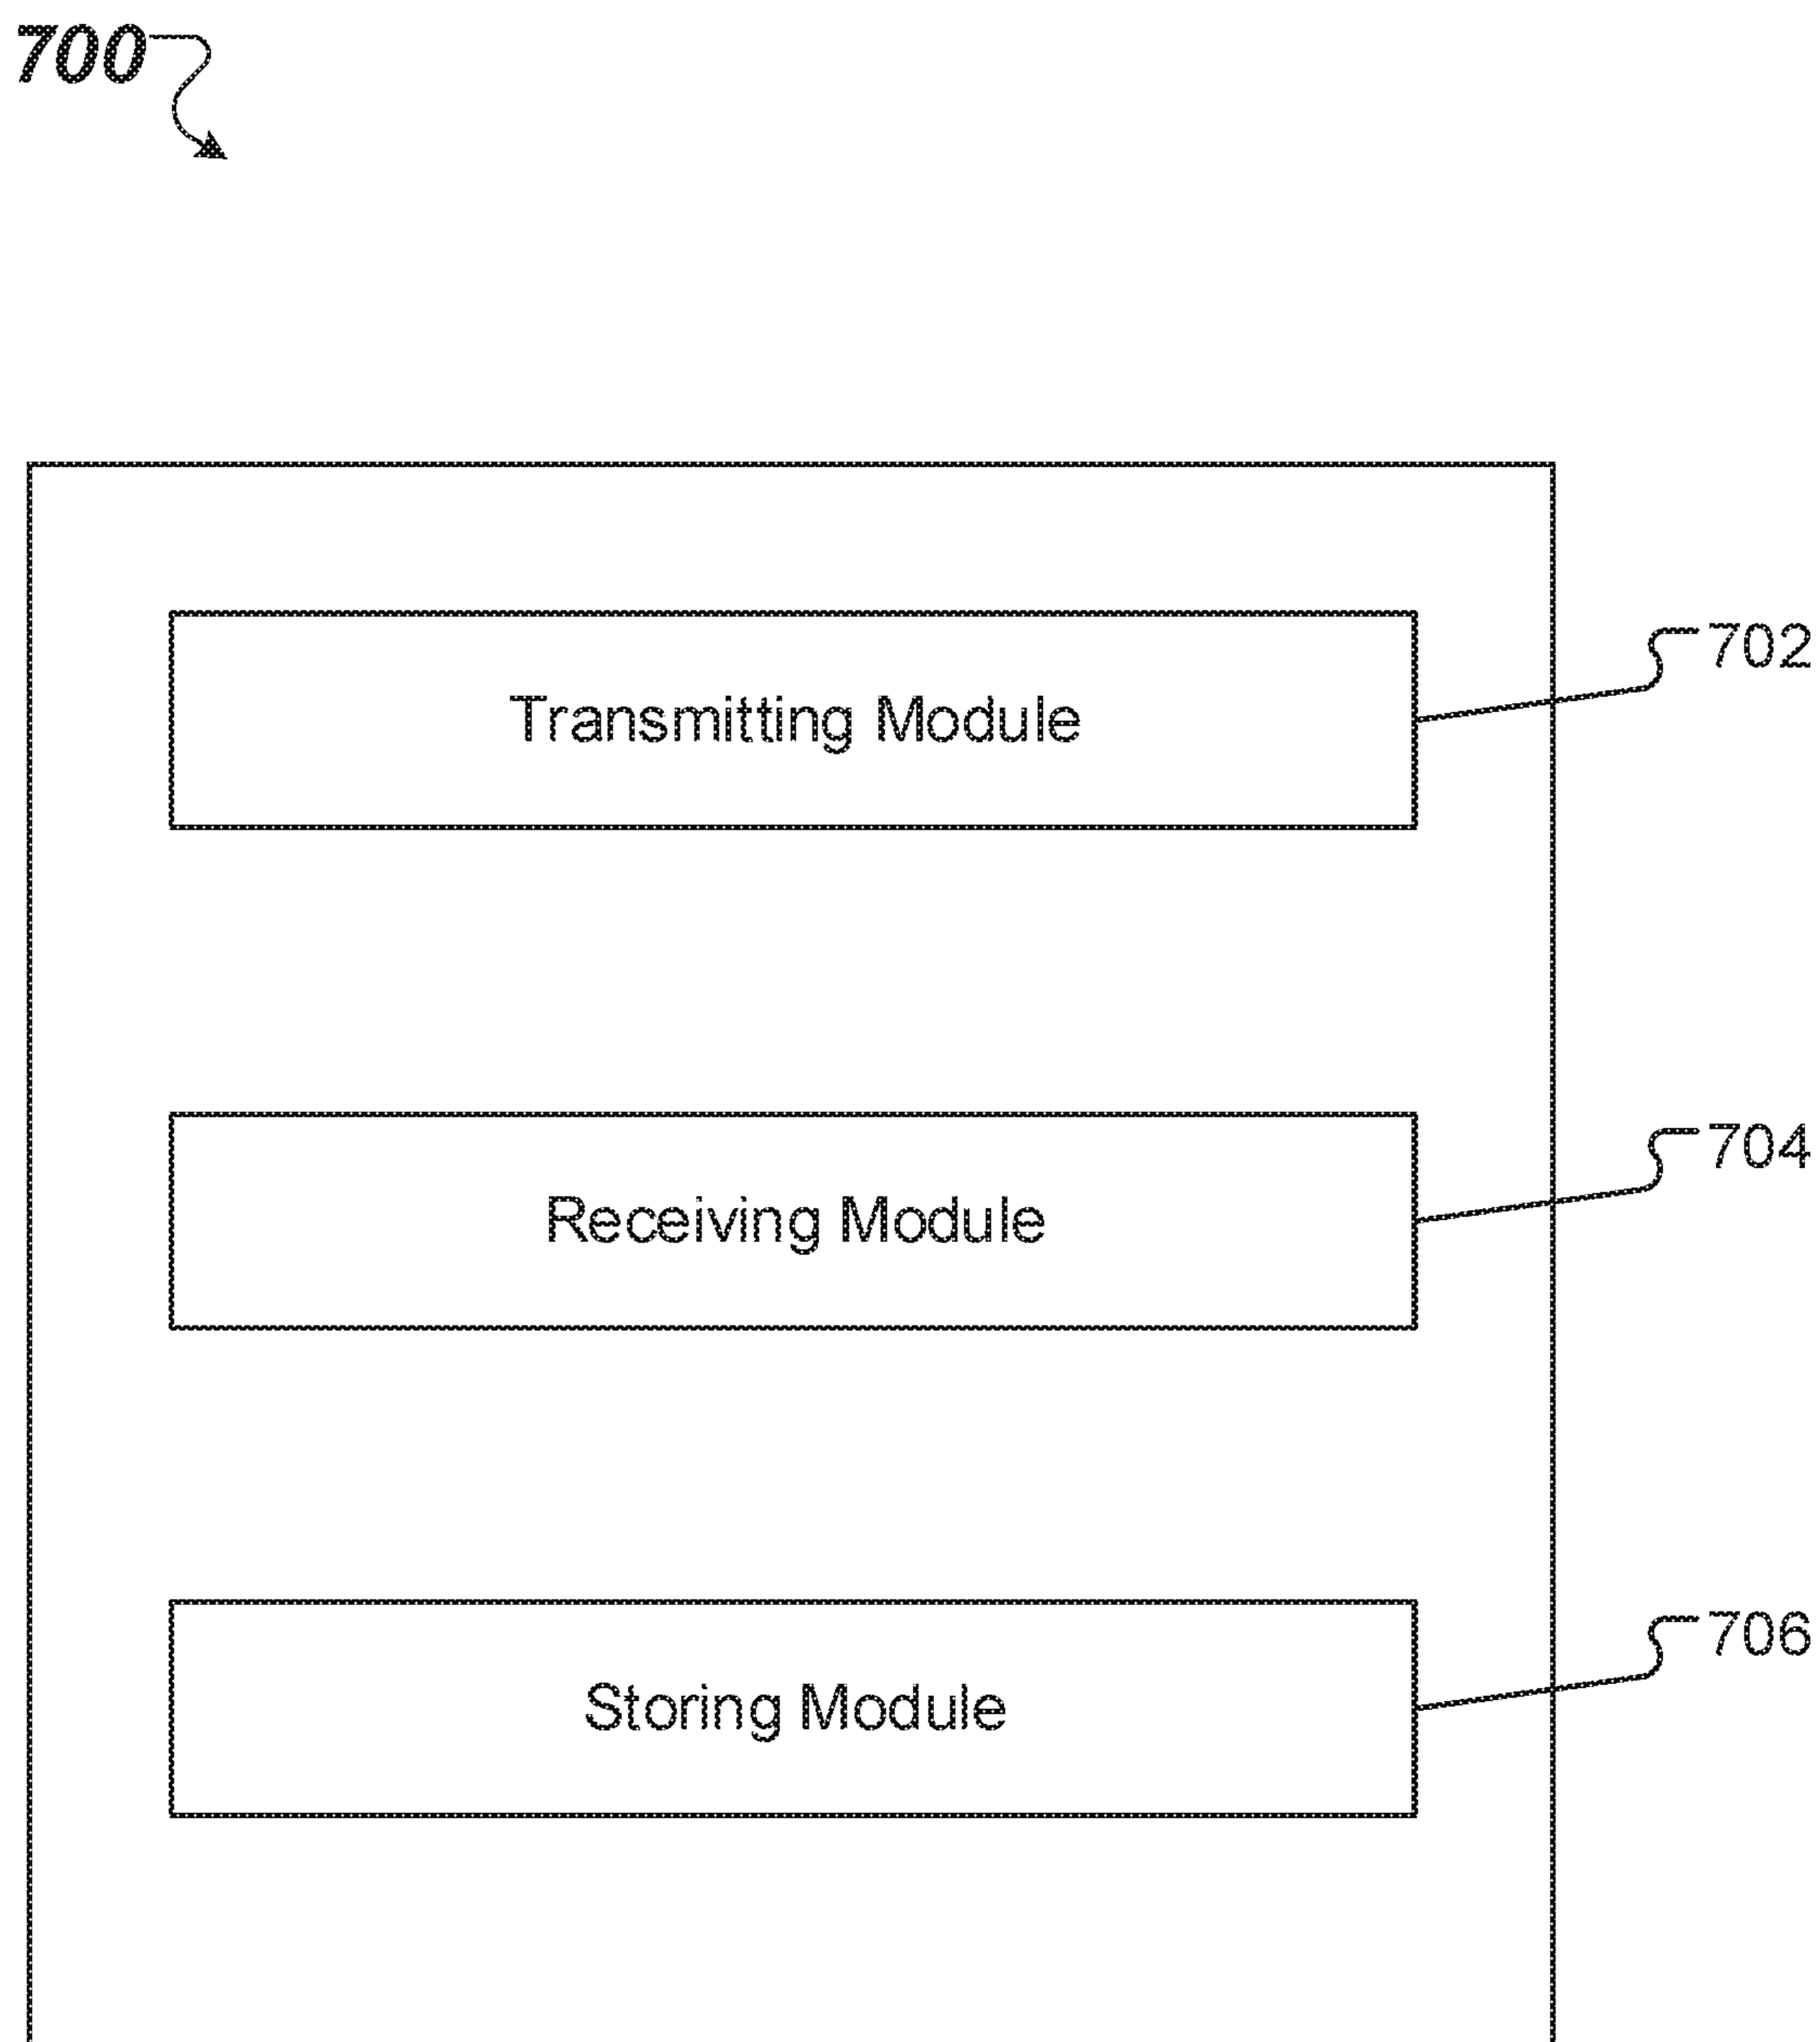 700
Transmitting Module
702
Receiving Module
704
Storing Module
706